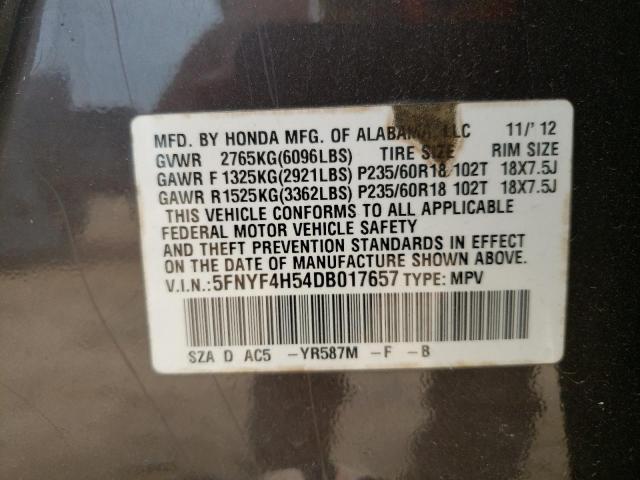 MFD. BY HONDA MFG. OF ALABAMA, LLC 11/'12
GVWR 2765KG(6096LBS) TIRE SIZE RIM SIZE
GAWR F 1325KG(2921LBS) P235/60R18 102T 18X7.5J
GAWR R1525KG(3362LBS) P235/60R18 102T 18X7.5J
THIS VEHICLE CONFORMS TO ALL APPLICABLE
FEDERAL MOTOR VEHICLE SAFETY
AND THEFT PREVENTION STANDARDS IN EFFECT
ON THE DATE OF MANUFACTURE SHOWN ABOVE.
V.I.N.: 5FNYF4H54DB017657 TYPE: MPV
SZA D AC5 -YR587M -F -B